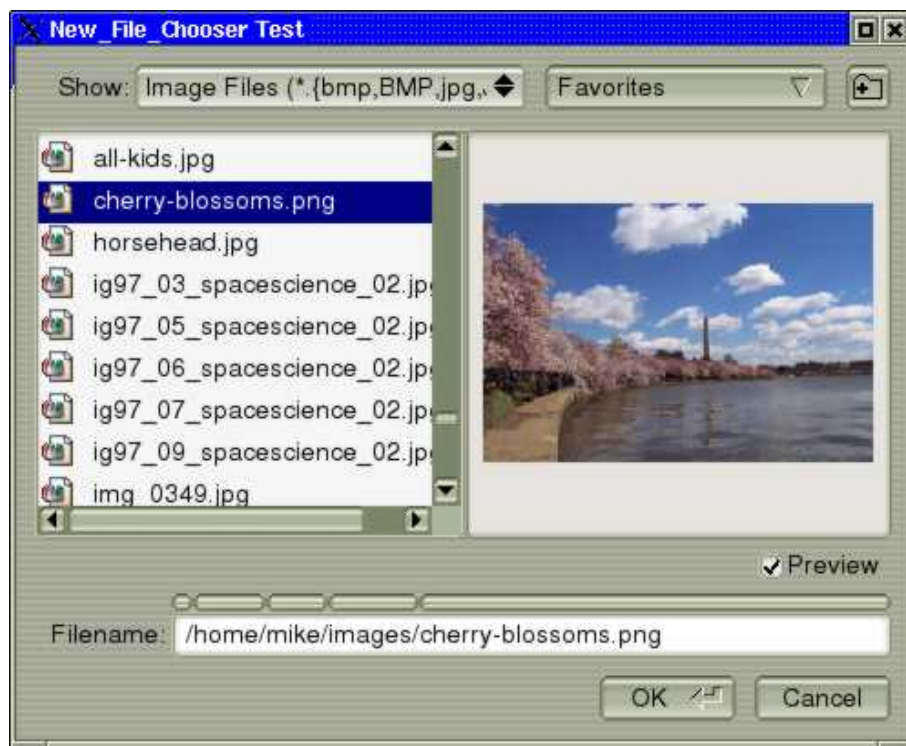 New_File_Chooser Test
Show: Image Files (*.{bmp,BMP,jpg, Favorites
all-kids.jpg
cherry-blossoms.png
horsehead.jpg
ig97_03_spacescience_02.jp
ig97_05_spacescience_02.jp
ig97_06_spacescience_02.jp
ig97_07_spacescience_02.jp
ig97_09_spacescience_02.jp
img_0349.jpg
Preview
Filename: /home/mike/images/cherry-blossoms.png
OK Cancel